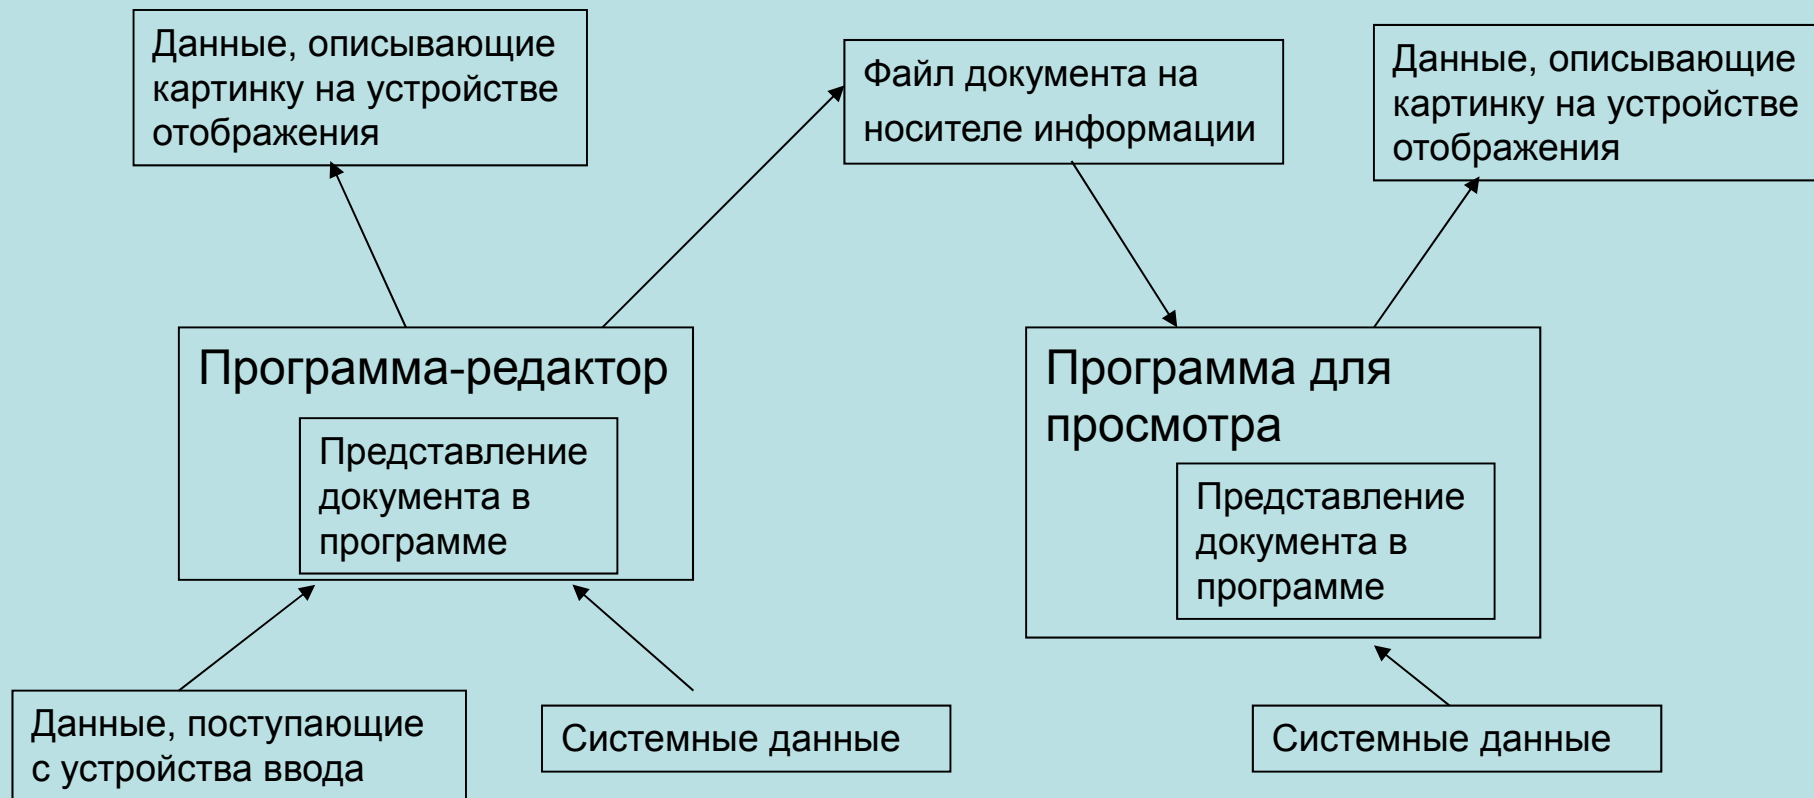 Данные, описывающие
картинку на устройстве
отображения
Файл документа на
носителе информации
Данные, описывающие
картинку на устройстве
отображения
Программа-редактор
Представление
документа в
программе
Программа для
просмотра
Представление
документа в
программе
Данные, поступающие
с устройства ввода
Системные данные
Системные данные